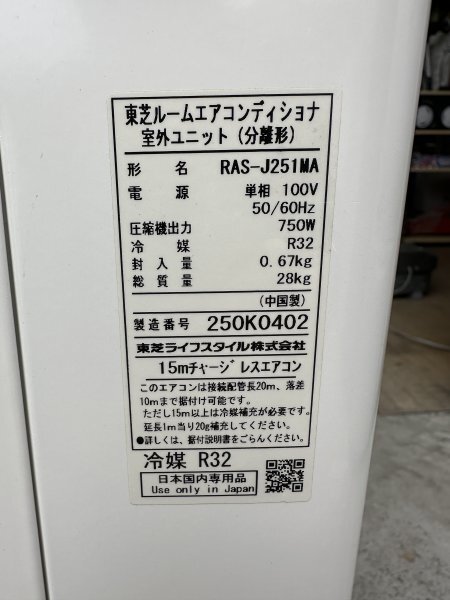 東芝ルームエアコンディショナ
室外ユニット(分離形)
形 名 RAS-J251MA
電 源 単相 100V
50/60Hz
圧縮機出力 750W
冷 媒 R32
封 入 量 0.67kg
総 質 量 28kg
(中国製)
製造番号 250K0402
東芝ライフスタイル株式会社
15mチャージレスエアコン
このエアコンは接続配管長20m、落差
10mまで据付け可能です。
ただし15m以上は冷媒補充が必要です。
延長1m当り20g補充してください。
●詳しくは、据付説明書をごらんください。
冷媒 R32
日本国内専用品
Use only in Japan